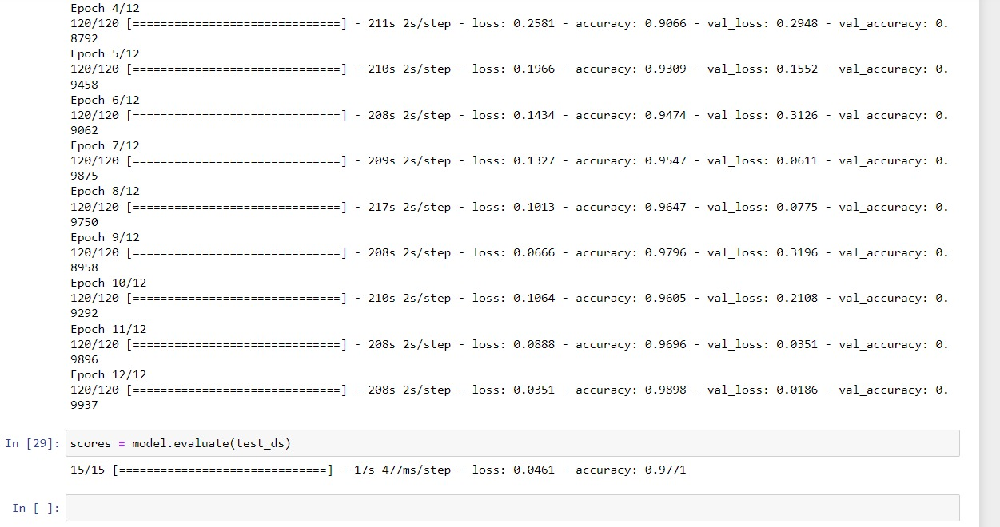 Epoch 4/12
120/120 [==============================] - 211s 2s/step - loss: 0.2581 - accuracy: 0.9066 - val_loss: 0.2948 - val_accuracy: 0.
8792
Epoch 5/12
120/120 [==============================] - 210s 2s/step - loss: 0.1966 - accuracy: 0.9309 - val_loss: 0.1552 - val_accuracy: 0.
9458
Epoch 6/12
120/120 [==============================] - 208s 2s/step - loss: 0.1434 - accuracy: 0.9474 - val_loss: 0.3126 - val_accuracy: 0.
9062
Epoch 7/12
120/120 [==============================] - 209s 2s/step - loss: 0.1327 - accuracy: 0.9547 - val_loss: 0.0611 - val_accuracy: 0.
9875
Epoch 8/12
120/120 [==============================] - 217s 2s/step - loss: 0.1013 - accuracy: 0.9647 - val_loss: 0.0775 - val_accuracy: 0.
9750
Epoch 9/12
120/120 [==============================] - 208s 2s/step - loss: 0.0666 - accuracy: 0.9796 - val_loss: 0.3196 - val_accuracy: 0.
8958
Epoch 10/12
120/120 [==============================] - 210s 2s/step - loss: 0.1064 - accuracy: 0.9605 - val_loss: 0.2108 - val_accuracy: 0.
9292
Epoch 11/12
120/120 [==============================] - 208s 2s/step - loss: 0.0888 - accuracy: 0.9696 - val_loss: 0.0351 - val_accuracy: 0.
9896
Epoch 12/12
120/120 [==============================] - 208s 2s/step - loss: 0.0351 - accuracy: 0.9898 - val_loss: 0.0186 - val_accuracy: 0.
9937
In [29]: scores = model.evaluate(test_ds)
15/15 [==============================] - 17s 477ms/step - loss: 0.0461 - accuracy: 0.9771
In [ ]: